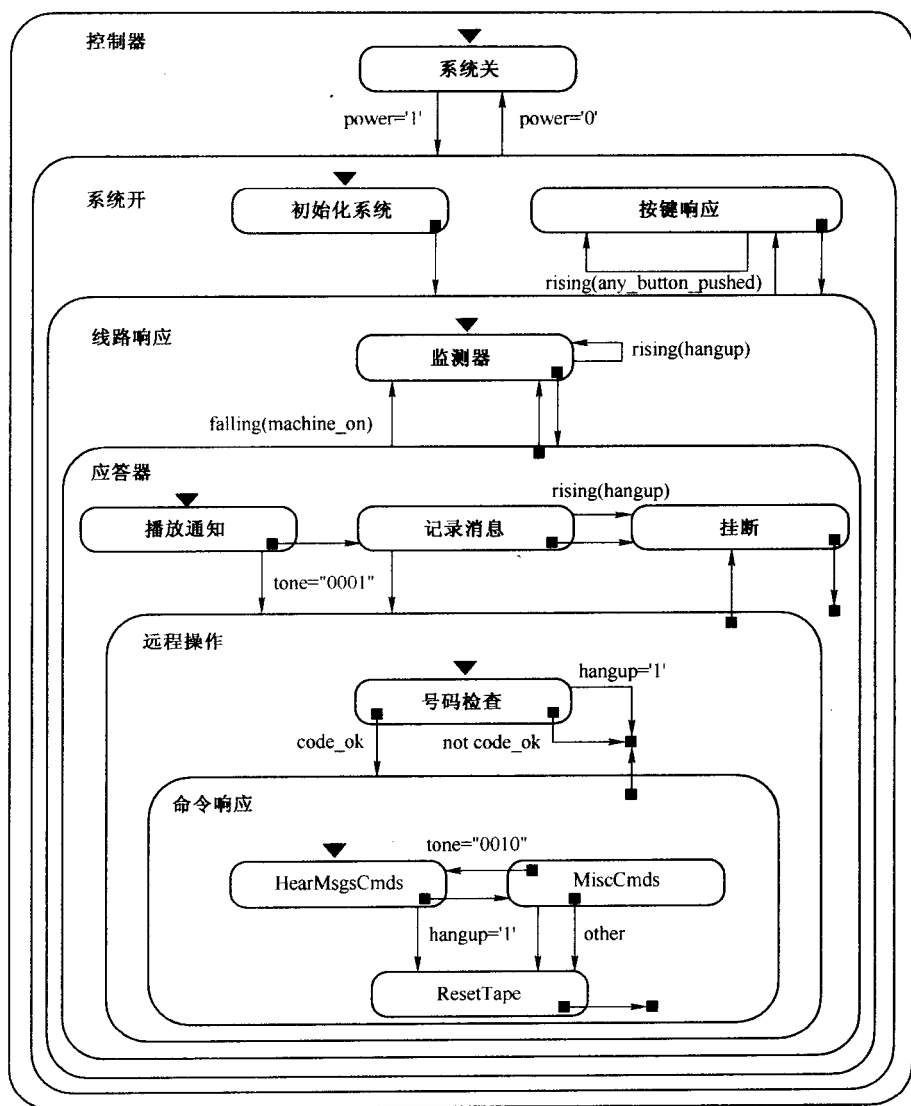 控制器
系统关
power='1'
power='0'
系统开
初始化系统
按键响应
rising(any_button_pushed)
线路响应
监测器
rising(hangup)
falling(machine_on)
应答器
rising(hangup)
播放通知
记录消息
挂断
tone="0001"
远程操作
hangup='1'
号码检查
code_ok
not code_ok
命令响应
tone="0010"
HearMsgsCmds
MiscCmds
hangup='1'
other
ResetTape